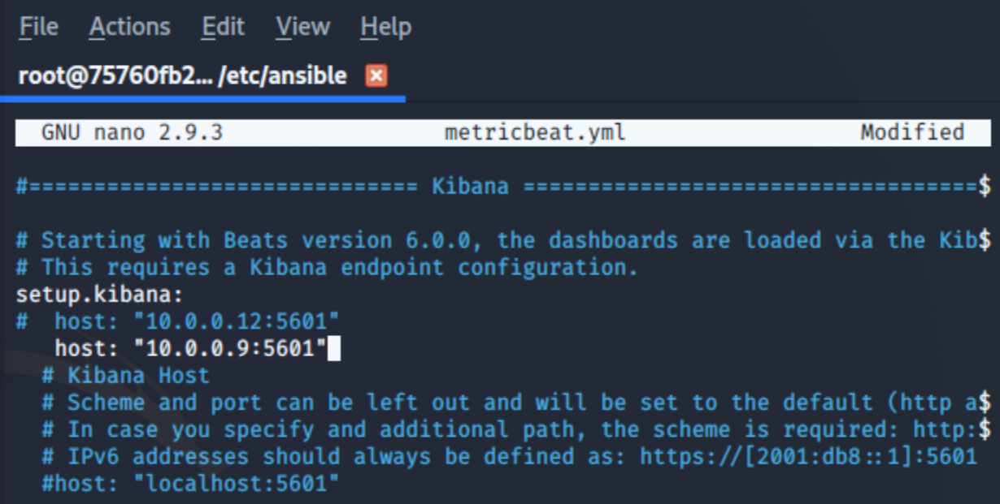 File Actions Edit View Help
root@75760fb2... /etc/ansible
GNU nano 2.9.3 metricbeat.yml Modified
#============================== Kibana ===================================$
# Starting with Beats version 6.0.0, the dashboards are loaded via the Kib$
# This requires a Kibana endpoint configuration.
setup.kibana:
#  host: "10.0.0.12:5601"
   host: "10.0.0.9:5601"
  # Kibana Host
  # Scheme and port can be left out and will be set to the default (http a$
  # In case you specify and additional path, the scheme is required: http:$
  # IPv6 addresses should always be defined as: https://[2001:db8::1]:5601
  #host: "localhost:5601"